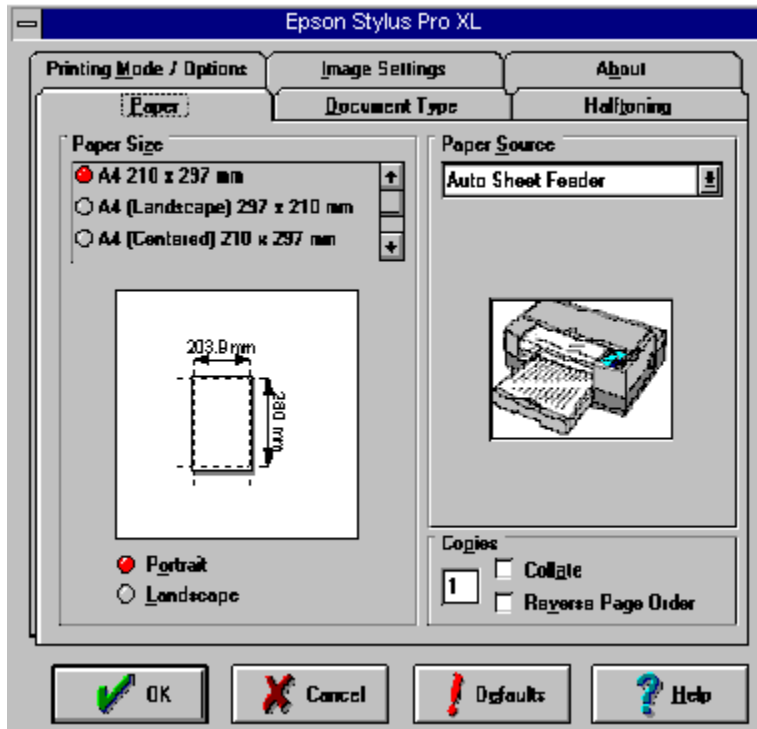 Epson Stylus Pro XL
Printing Mode / Options
Image Settings
About
Paper
Document Type
Halftoning
Paper Size
A4 210 x 297 mm
A4 (Landscape) 297 x 210 mm
A4 (Centered) 210 x 297 mm
203.9 mm
280 mm
Portrait
Landscape
Paper Source
Auto Sheet Feeder
Copies
1
Collate
Reverse Page Order
OK
Cancel
Defaults
Help